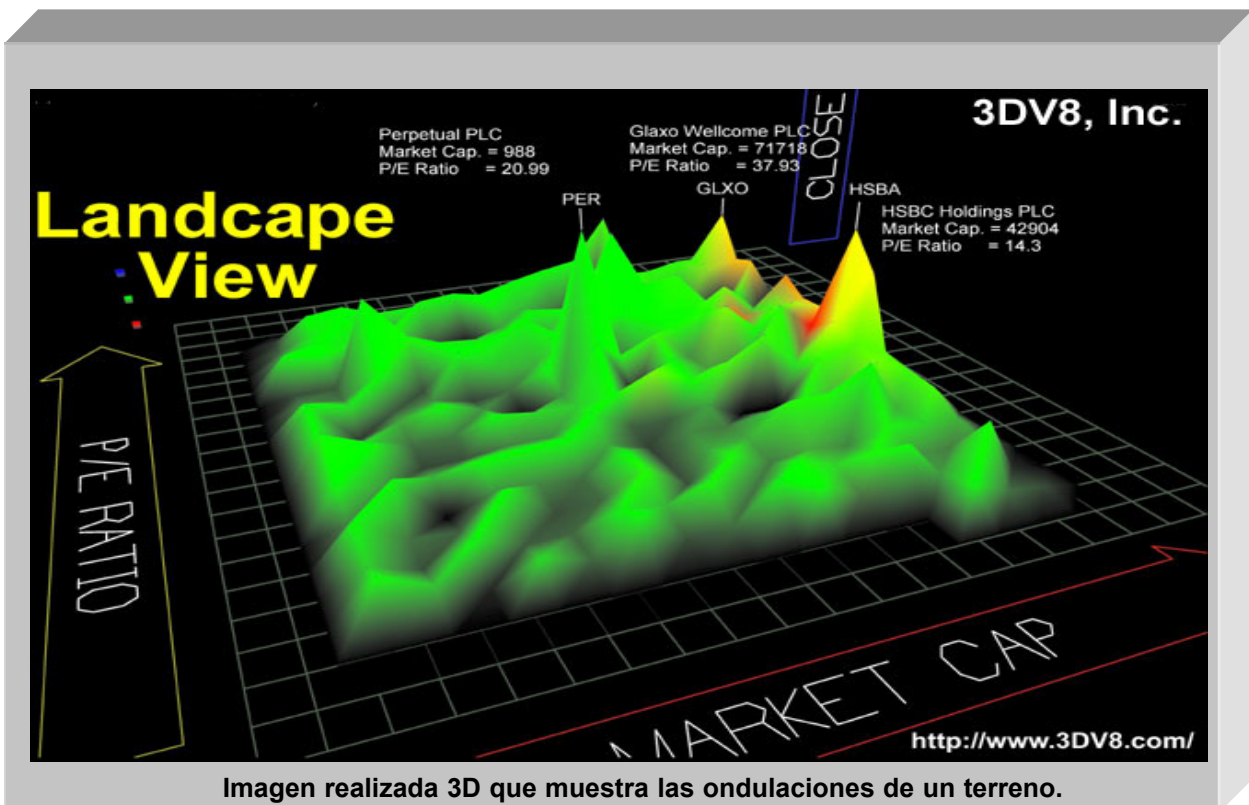 3DV8, Inc.
CLOSE
Perpetual PLC
Market Cap. = 988
P/E Ratio = 20.99
Glaxo Wellcome PLC
Market Cap. = 71718
P/E Ratio = 37.93
PER
GLXO
HSBA
HSBC Holdings PLC
Market Cap. = 42904
P/E Ratio = 14.3
Landcape
View
P/E RATIO
MARKET CAP
http://www.3DV8.com/
Imagen realizada 3D que muestra las ondulaciones de un terreno.